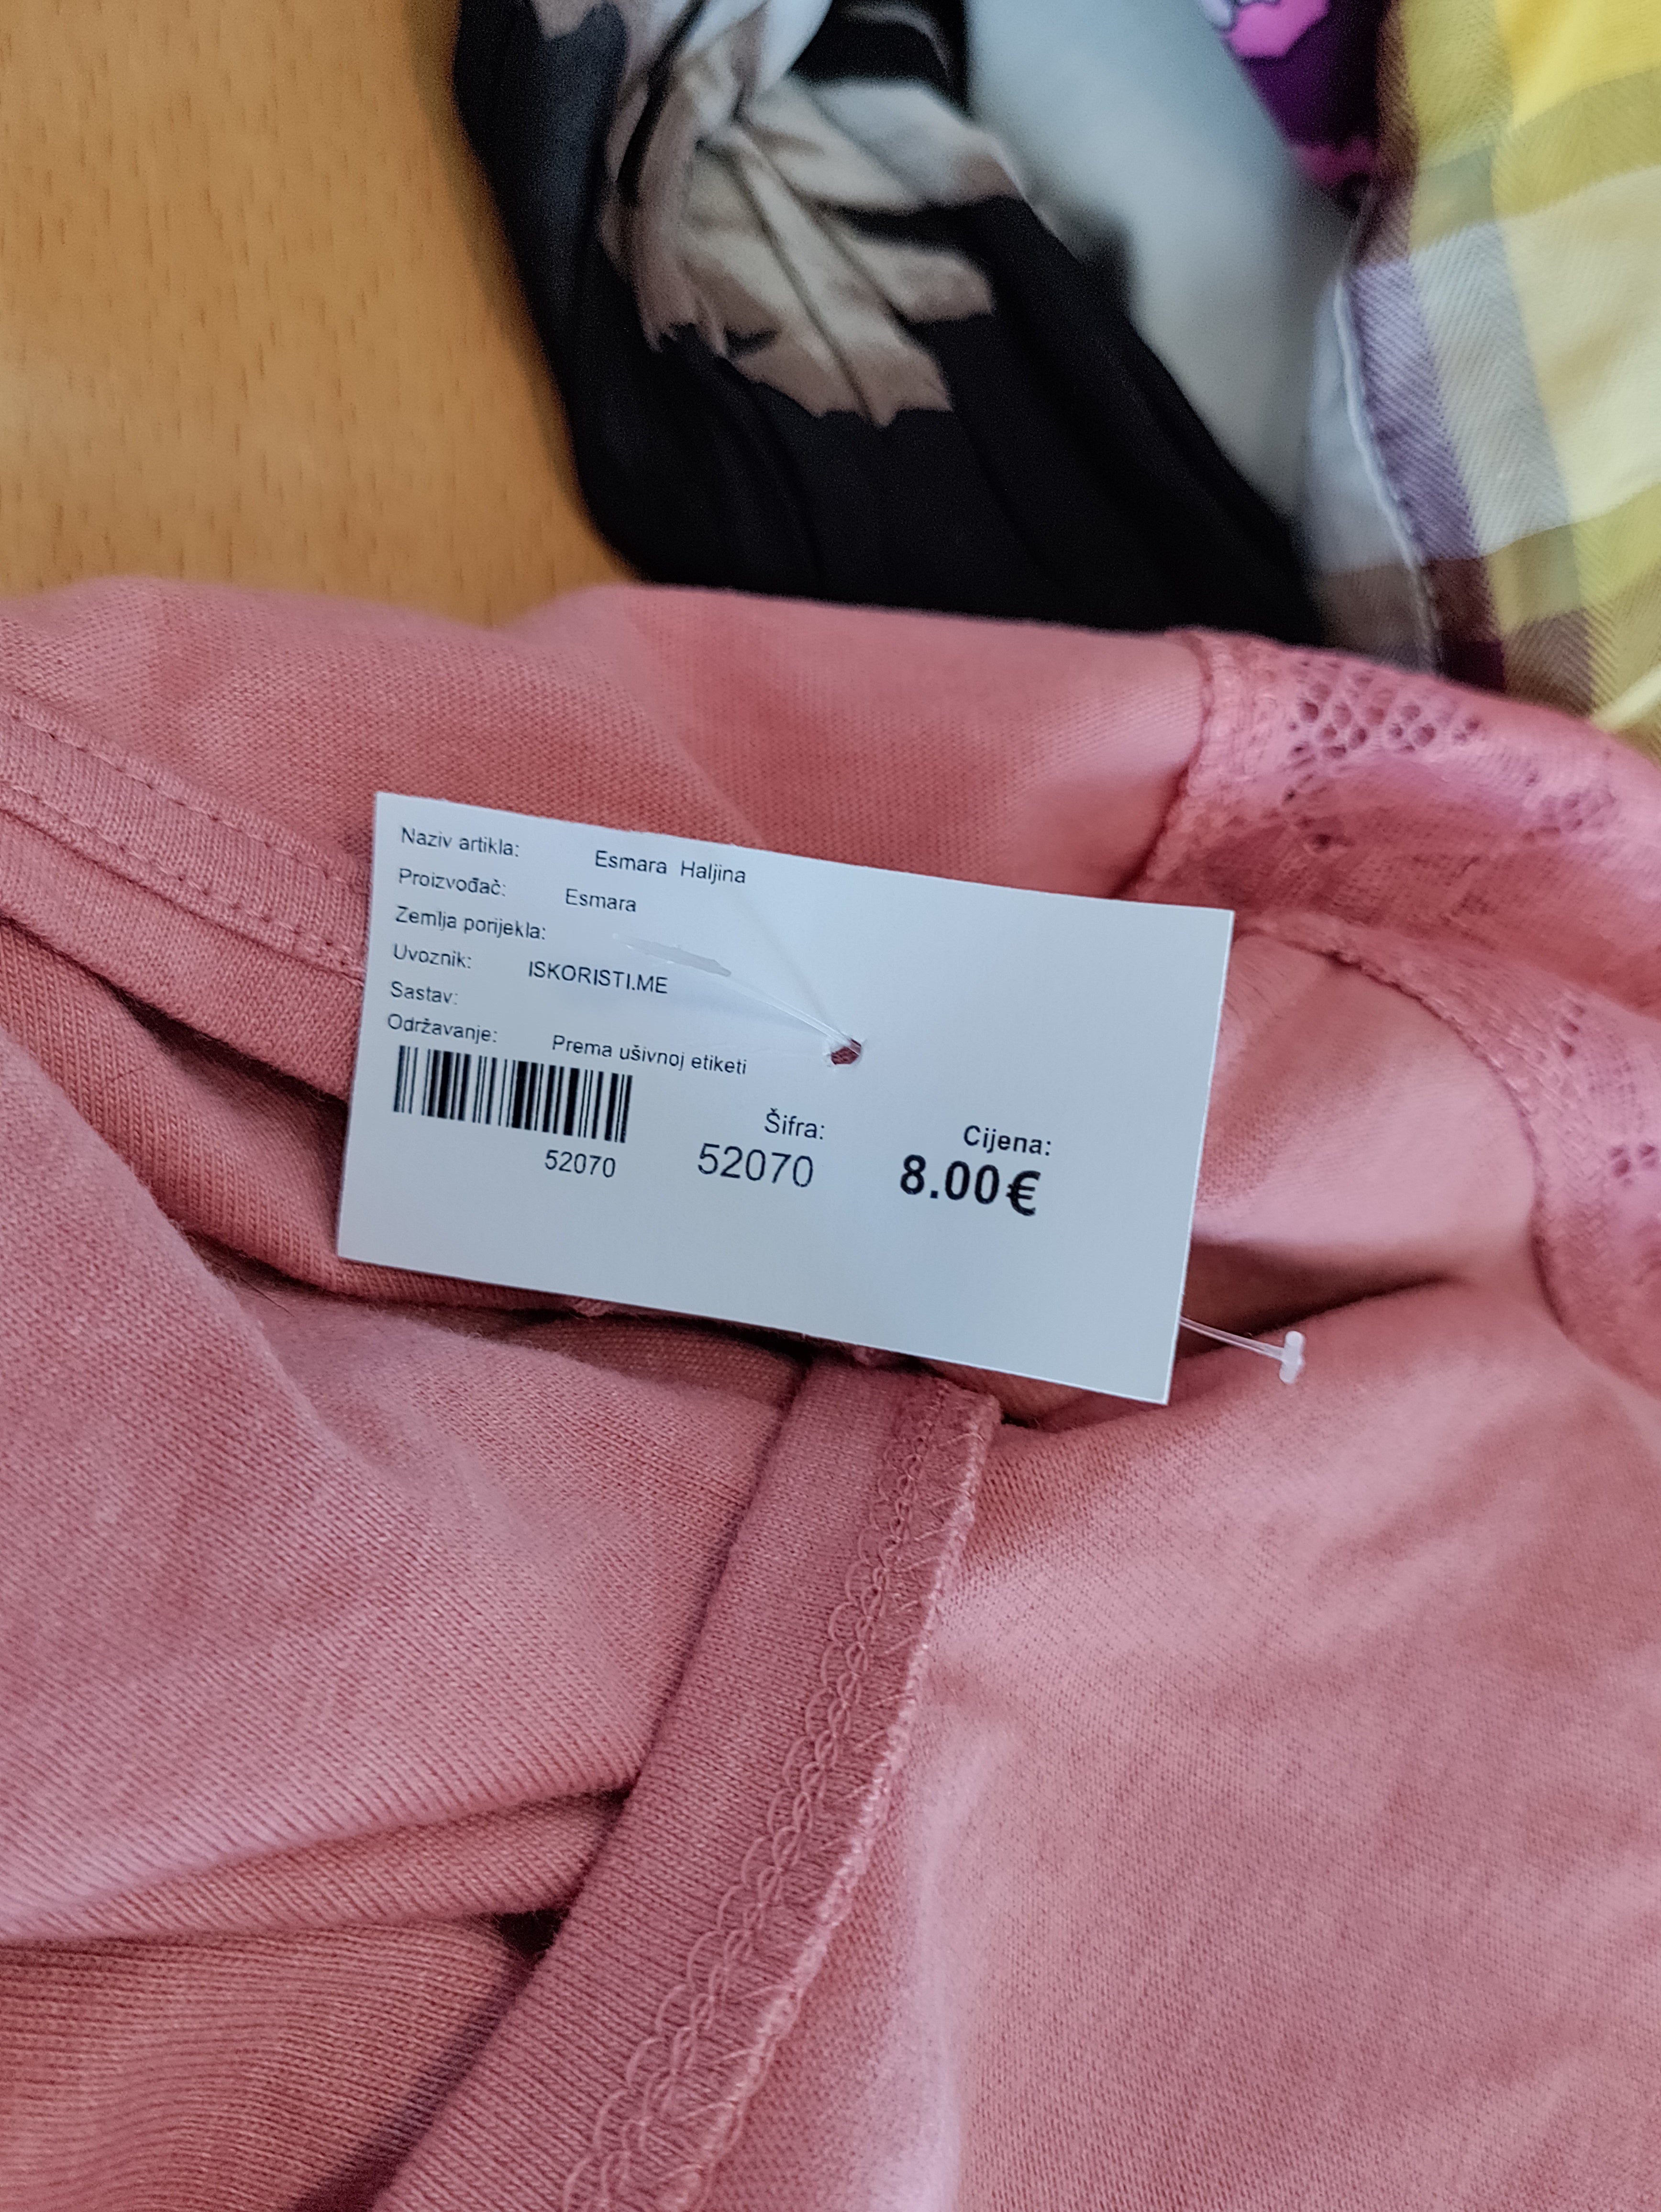 Naziv artikla: Esmara Haljina
Proizvođač: Esmara
Zemlja porijekla:
Uvoznik: ISKORISTI.ME
Sastav:
Održavanje: Prema ušivnoj etiketi
Šifra: Cijena:
52070 52070 8.00€